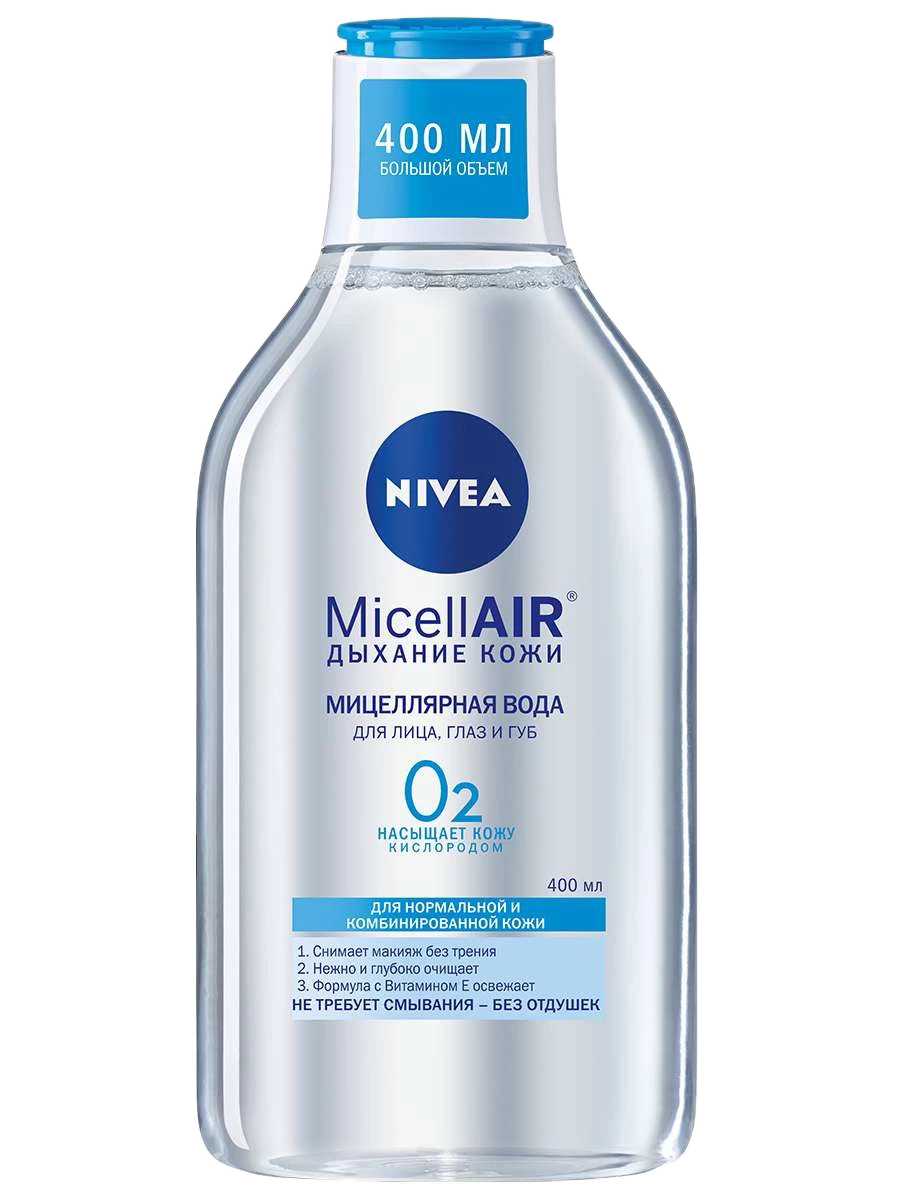 400 МЛ
БОЛЬШОЙ ОБЪЕМ
NIVEA
MicellAIR®
ДЫХАНИЕ КОЖИ
МИЦЕЛЛЯРНАЯ ВОДА
ДЛЯ ЛИЦА, ГЛАЗ И ГУБ
O2
НАСЫЩАЕТ КОЖУ
КИСЛОРОДОМ
400 мл
ДЛЯ НОРМАЛЬНОЙ И
КОМБИНИРОВАННОЙ КОЖИ
1. Снимает макияж без трения
2. Нежно и глубоко очищает
3. Формула с Витамином Е освежает
НЕ ТРЕБУЕТ СМЫВАНИЯ – БЕЗ ОТДУШЕК